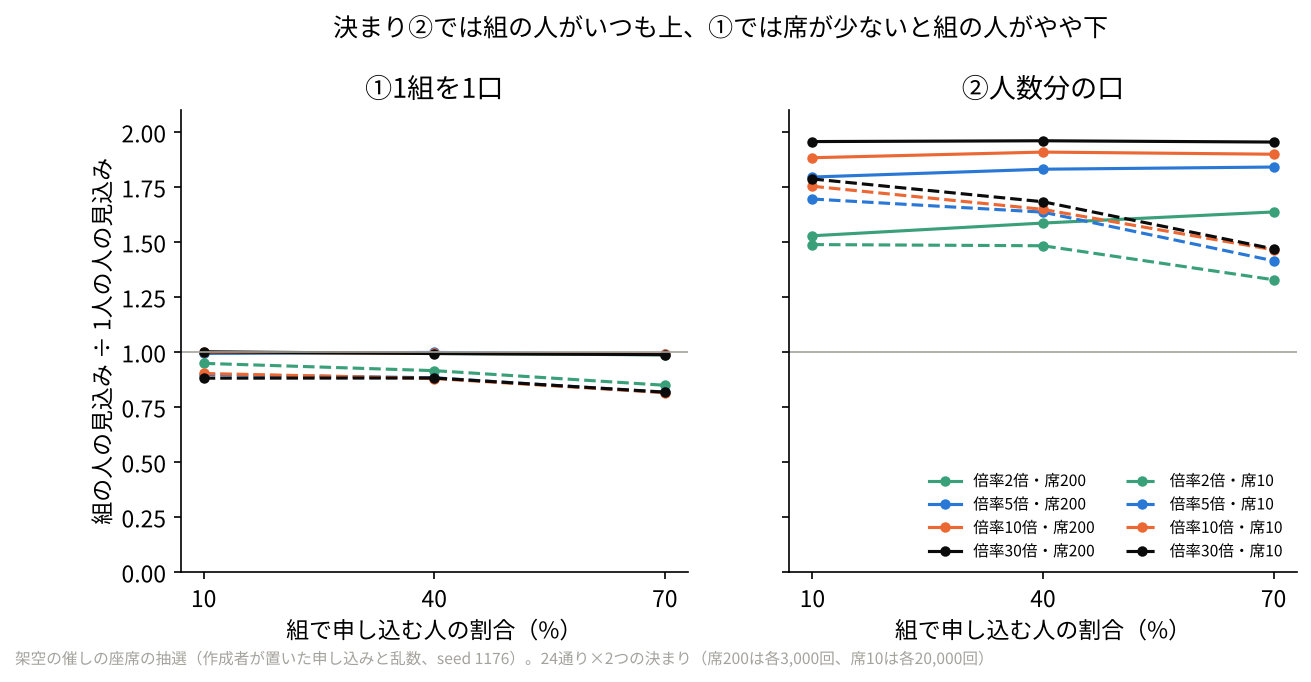 決まり②では組の人がいつも上、①では席が少ないと組の人がやや下
①1組を1口
組の人の見込み ÷ 1人の人の見込み
2.00
1.75
1.50
1.25
1.00
0.75
0.50
0.25
0.00
10
40
70
組で申し込む人の割合（%）
②人数分の口
倍率2倍・席200
倍率5倍・席200
倍率10倍・席200
倍率30倍・席200
倍率2倍・席10
倍率5倍・席10
倍率10倍・席10
倍率30倍・席10
10
40
70
組で申し込む人の割合（%）
架空の催しの座席の抽選（作成者が置いた申し込みと乱数、seed 1176）。24通り×2つの決まり（席200は各3,000回、席10は各20,000回）